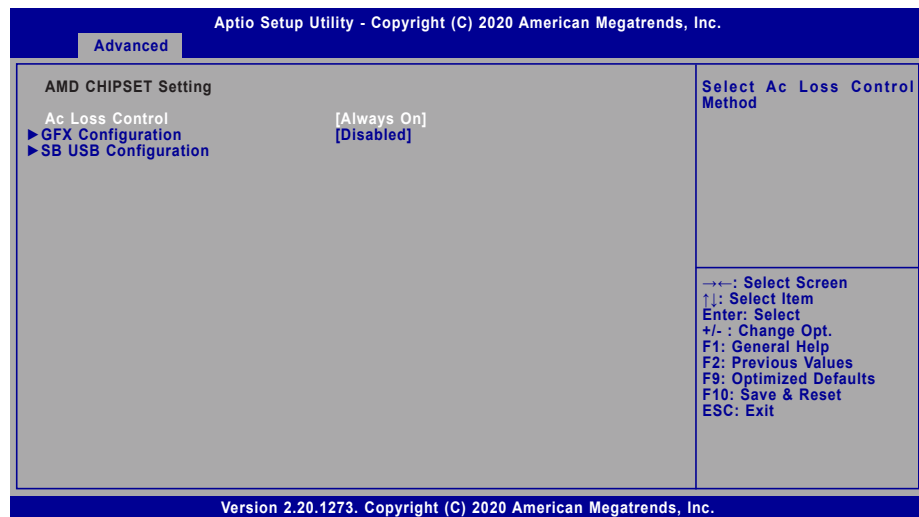 Aptio Setup Utility - Copyright (C) 2020 American Megatrends, Inc.
Advanced
AMD CHIPSET Setting
Ac Loss Control [Always On]
►GFX Configuration [Disabled]
►SB USB Configuration
Select Ac Loss Control
Method
→←: Select Screen
↑↓: Select Item
Enter: Select
+/- : Change Opt.
F1: General Help
F2: Previous Values
F9: Optimized Defaults
F10: Save & Reset
ESC: Exit
Version 2.20.1273. Copyright (C) 2020 American Megatrends, Inc.